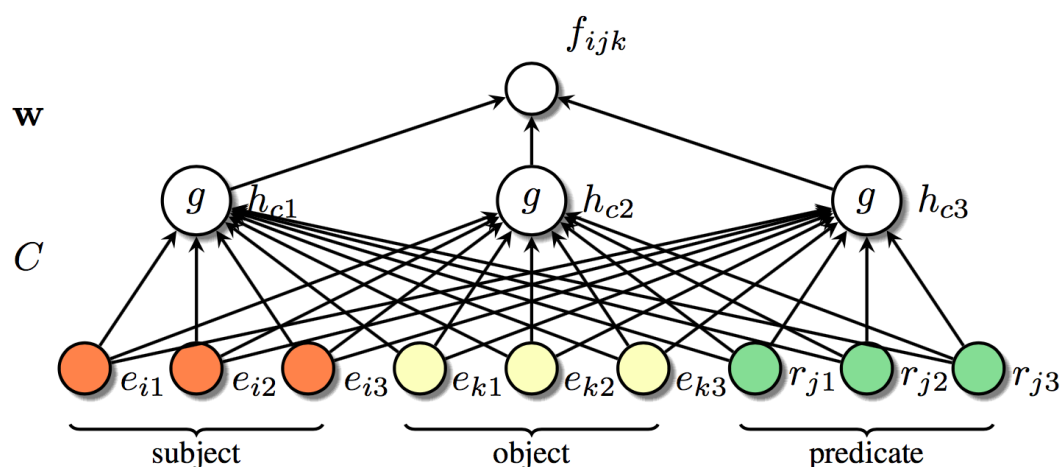 f_{ijk}
w
g h_{c1} g h_{c2} g h_{c3}
C
e_{i1} e_{i2} e_{i3} e_{k1} e_{k2} e_{k3} r_{j1} r_{j2} r_{j3}
subject object predicate